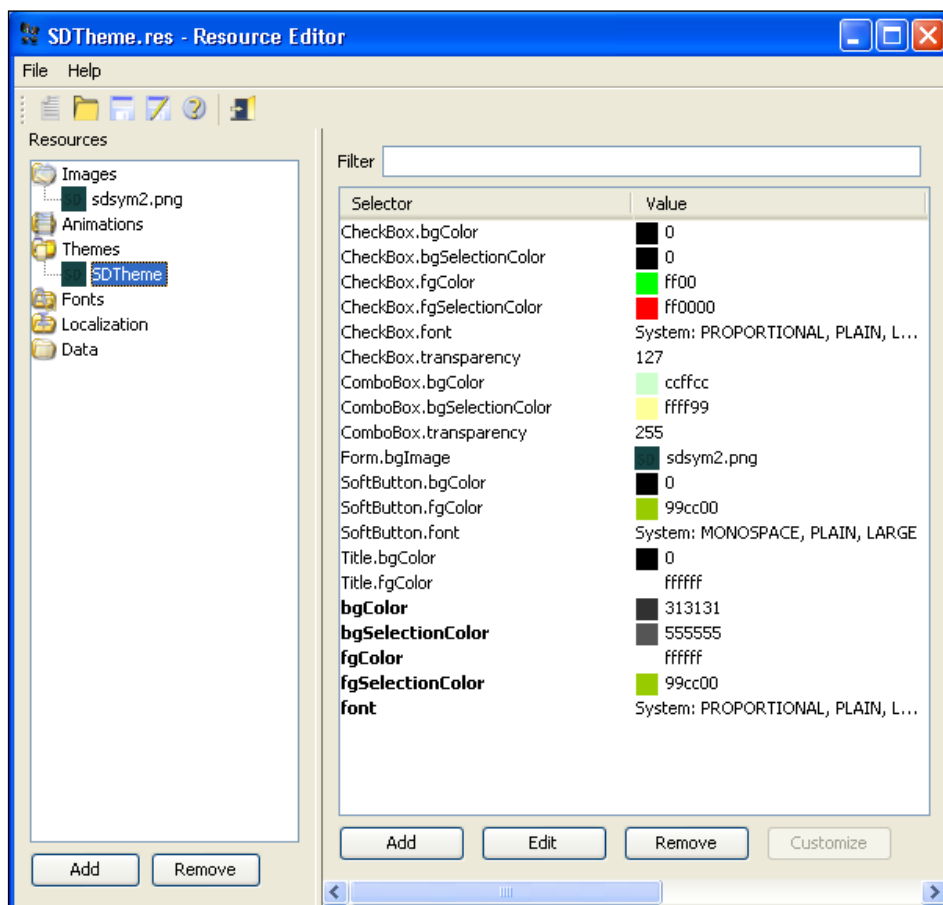 SDTheme.res - Resource Editor
File Help
Resources
Images
sdsym2.png
Animations
Themes
SDTheme
Fonts
Localization
Data
Add Remove
Filter
Selector Value
CheckBox.bgColor 0
CheckBox.bgSelectionColor 0
CheckBox.fgColor ff00
CheckBox.fgSelectionColor ff0000
CheckBox.font System: PROPORTIONAL, PLAIN, L...
CheckBox.transparency 127
ComboBox.bgColor ccffcc
ComboBox.bgSelectionColor ffff99
ComboBox.transparency 255
Form.bgImage SD sdsym2.png
SoftButton.bgColor 0
SoftButton.fgColor 99cc00
SoftButton.font System: MONOSPACE, PLAIN, LARGE
Title.bgColor 0
Title.fgColor ffffff
bgColor 313131
bgSelectionColor 555555
fgColor ffffff
fgSelectionColor 99cc00
font System: PROPORTIONAL, PLAIN, L...
Add Edit Remove Customize